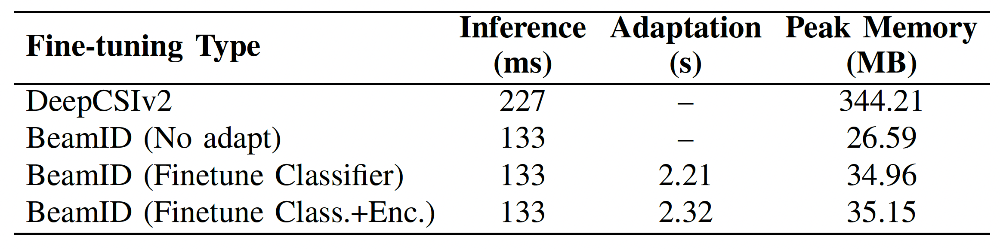 Fine-tuning Type Inference (ms) Adaptation (s) Peak Memory (MB)
DeepCSIv2 227 – 344.21
BeamID (No adapt) 133 – 26.59
BeamID (Finetune Classifier) 133 2.21 34.96
BeamID (Finetune Class.+Enc.) 133 2.32 35.15